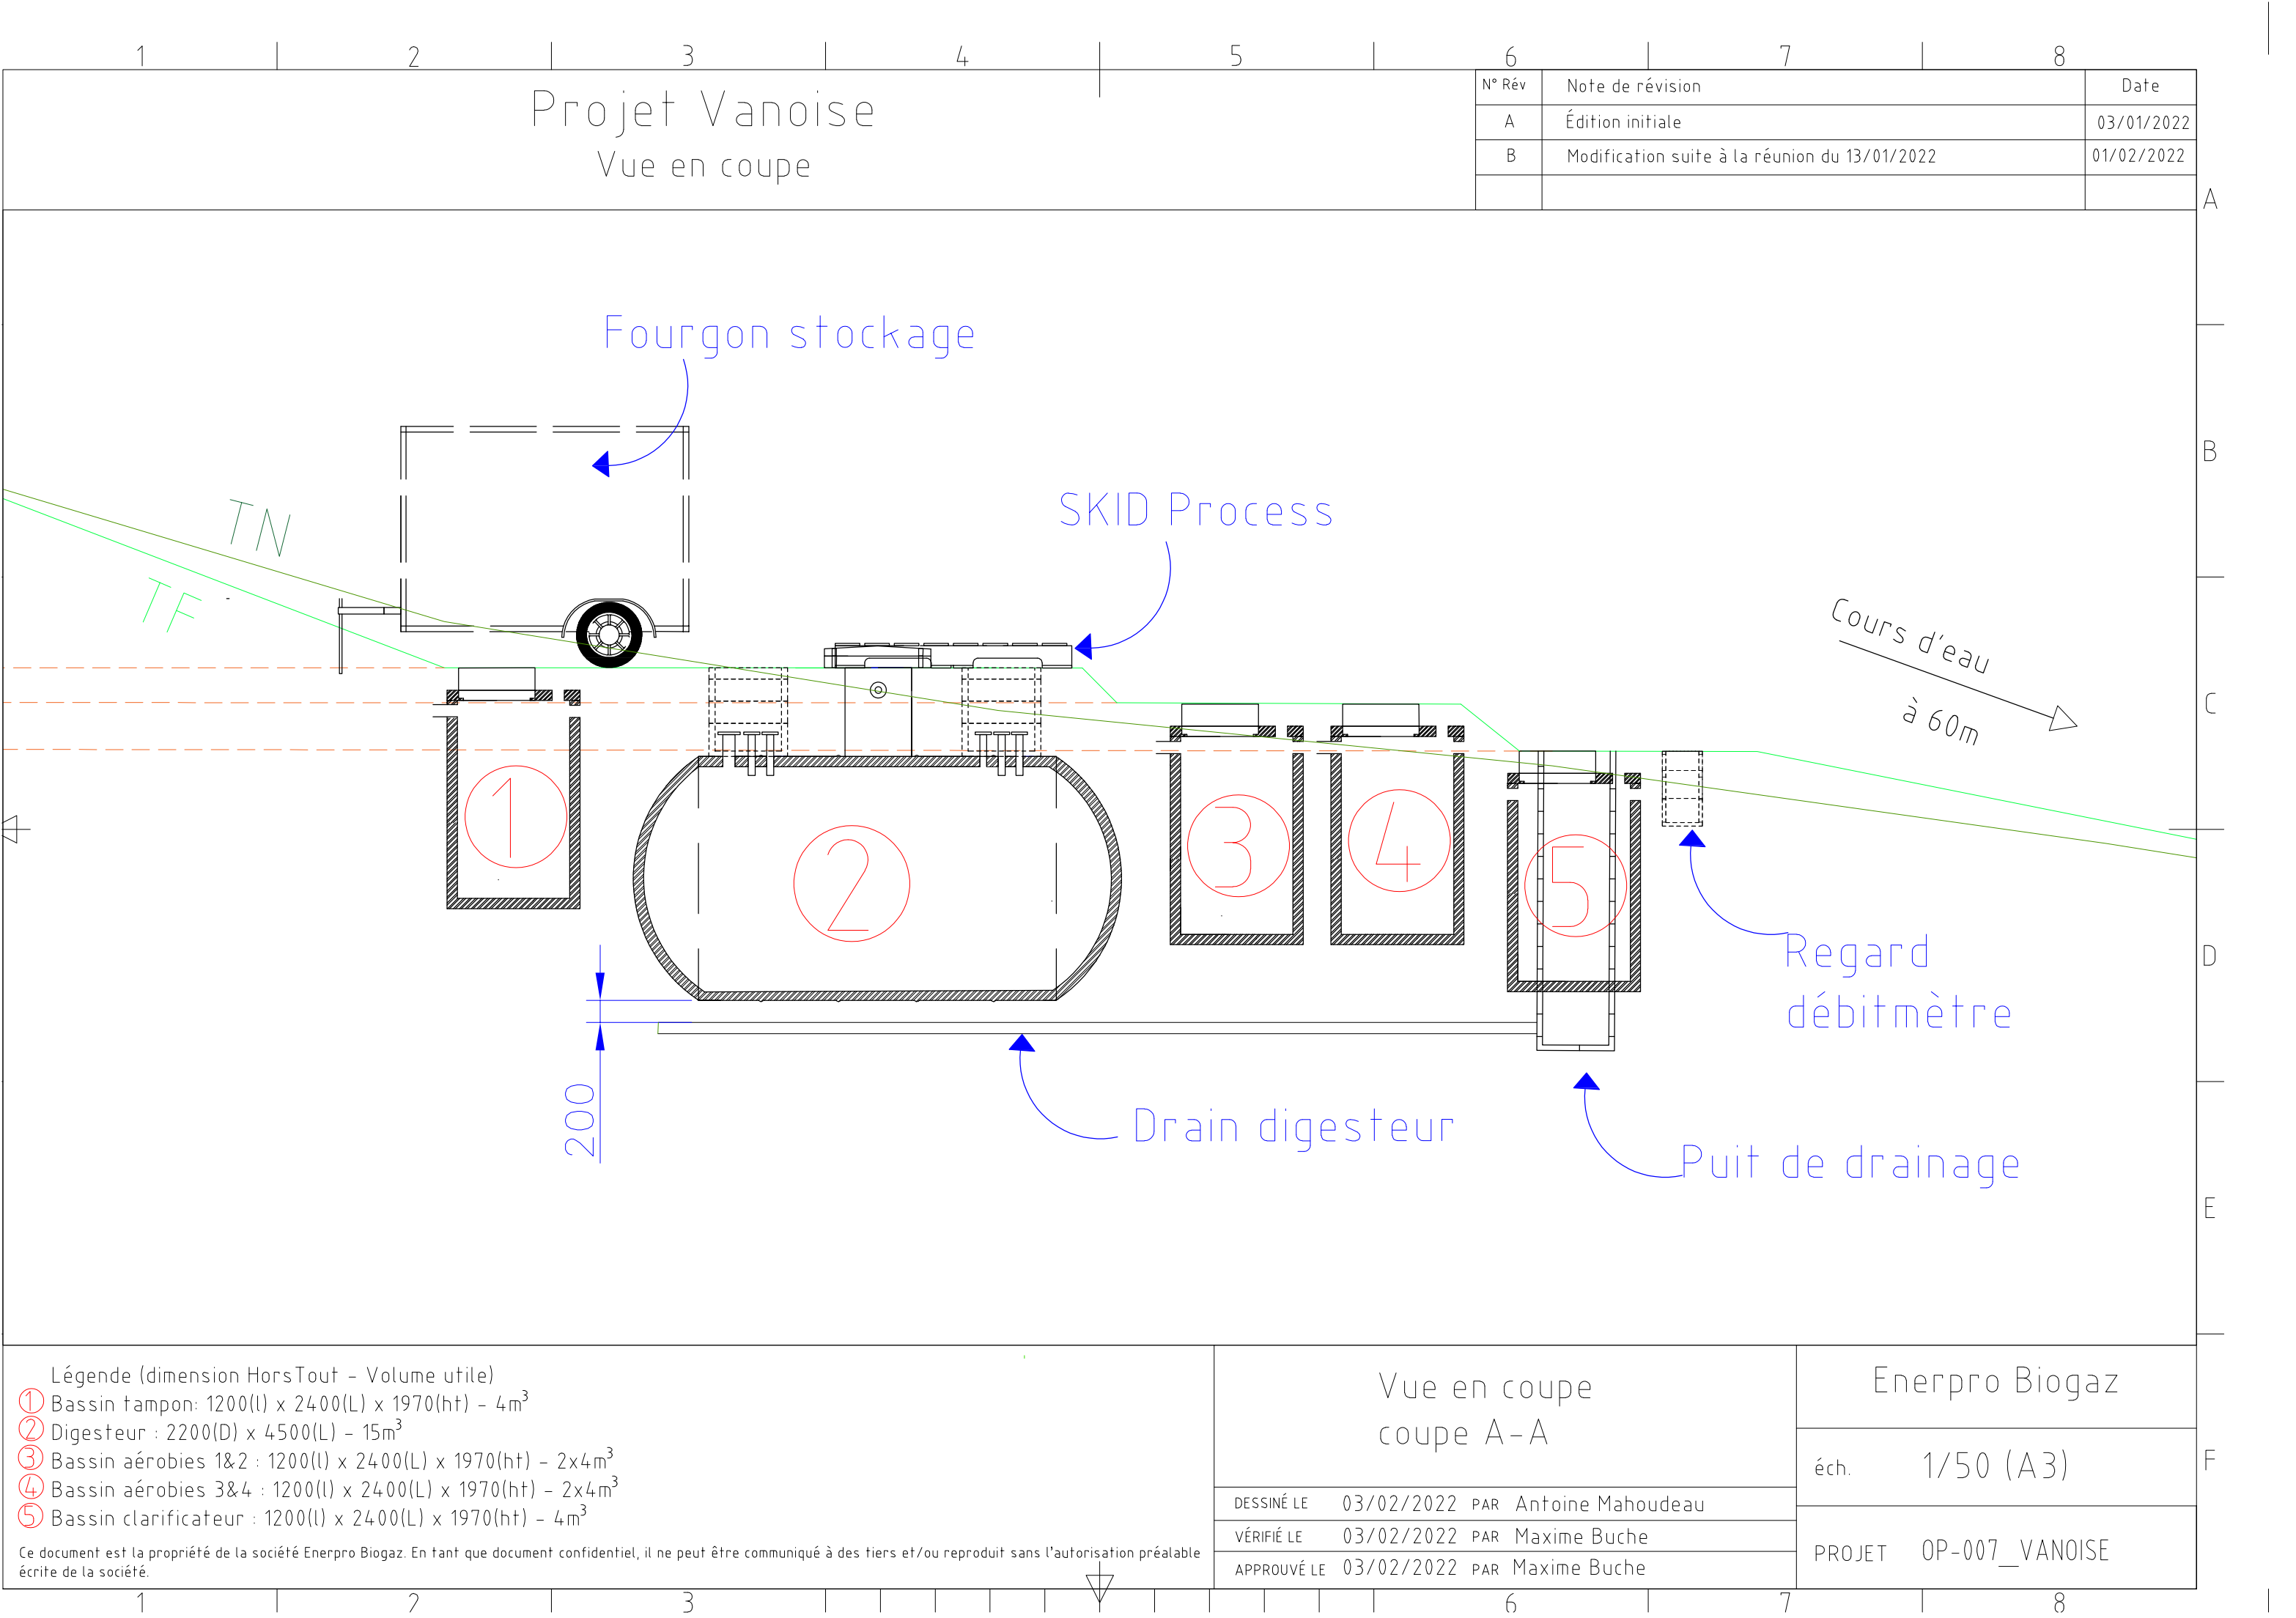 1 2 3 4 5 6 7 8
Projet Vanoise
Vue en coupe
N° Rév Note de révision Date
A Édition initiale 03/01/2022
B Modification suite à la réunion du 13/01/2022 01/02/2022
A
Fourgon stockage
B
SKID Process
TN
TF
Cours d'eau
à 60m
C
1
2
3
4
5
Regard
débitmètre
D
200
Drain digesteur
Puit de drainage
E
Légende (dimension HorsTout - Volume utile)
1 Bassin tampon: 1200(l) x 2400(L) x 1970(ht) - 4m³
2 Digesteur : 2200(D) x 4500(L) - 15m³
3 Bassin aérobies 1&2 : 1200(l) x 2400(L) x 1970(ht) - 2x4m³
4 Bassin aérobies 3&4 : 1200(l) x 2400(L) x 1970(ht) - 2x4m³
5 Bassin clarificateur : 1200(l) x 2400(L) x 1970(ht) - 4m³
Ce document est la propriété de la société Enerpro Biogaz. En tant que document confidentiel, il ne peut être communiqué à des tiers et/ou reproduit sans l'autorisation préalable
écrite de la société.
Vue en coupe
coupe A-A
DESSINÉ LE 03/02/2022 PAR Antoine Mahoudeau
VÉRIFIÉ LE 03/02/2022 PAR Maxime Buche
APPROUVÉ LE 03/02/2022 PAR Maxime Buche
Enerpro Biogaz
éch. 1/50 (A3)
PROJET OP-007_VANOISE
F
1 2 3 6 7 8